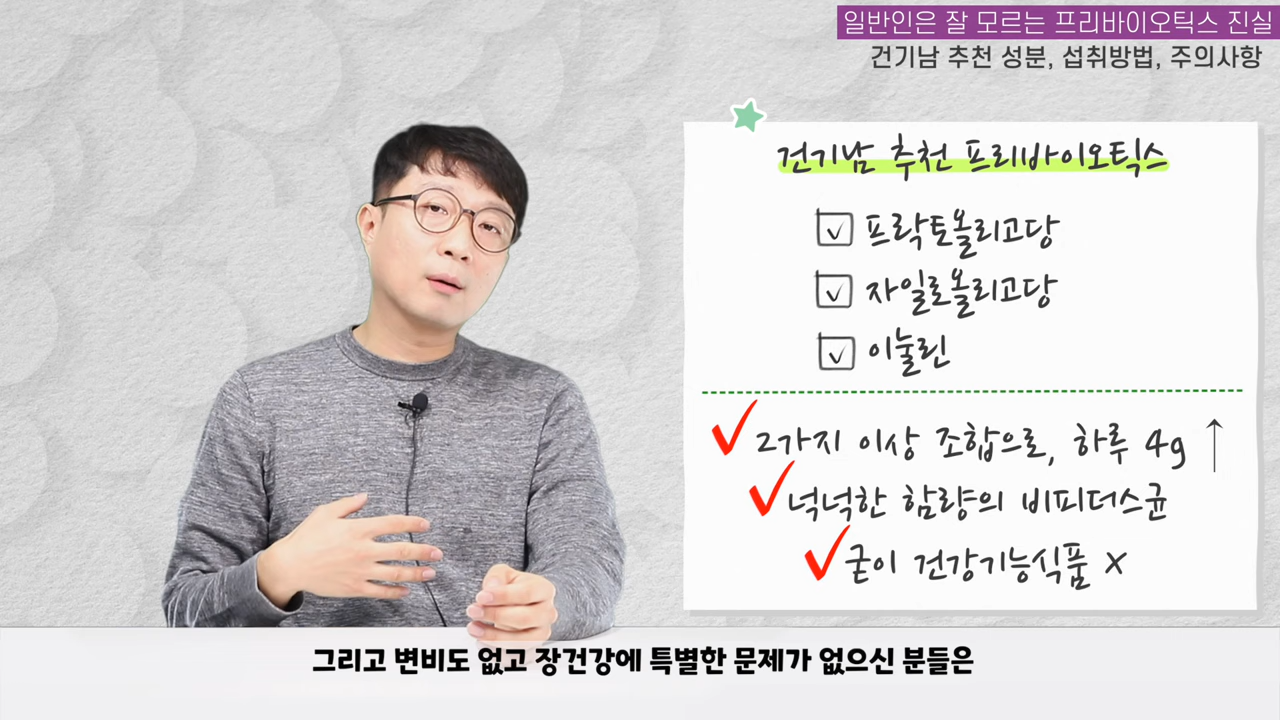 일반인은 잘 모르는 프리바이오틱스 진실
건기남 추천 성분, 섭취방법, 주의사항
건기남 추천 프리바이오틱스
프락토올리고당
자일로올리고당
이눌린
2가지 이상 조합으로, 하루 4g ↑
넉넉한 함량의 비피더스균
굳이 건강기능식품 X
그리고 변비도 없고 장건강에 특별한 문제가 없으신 분들은